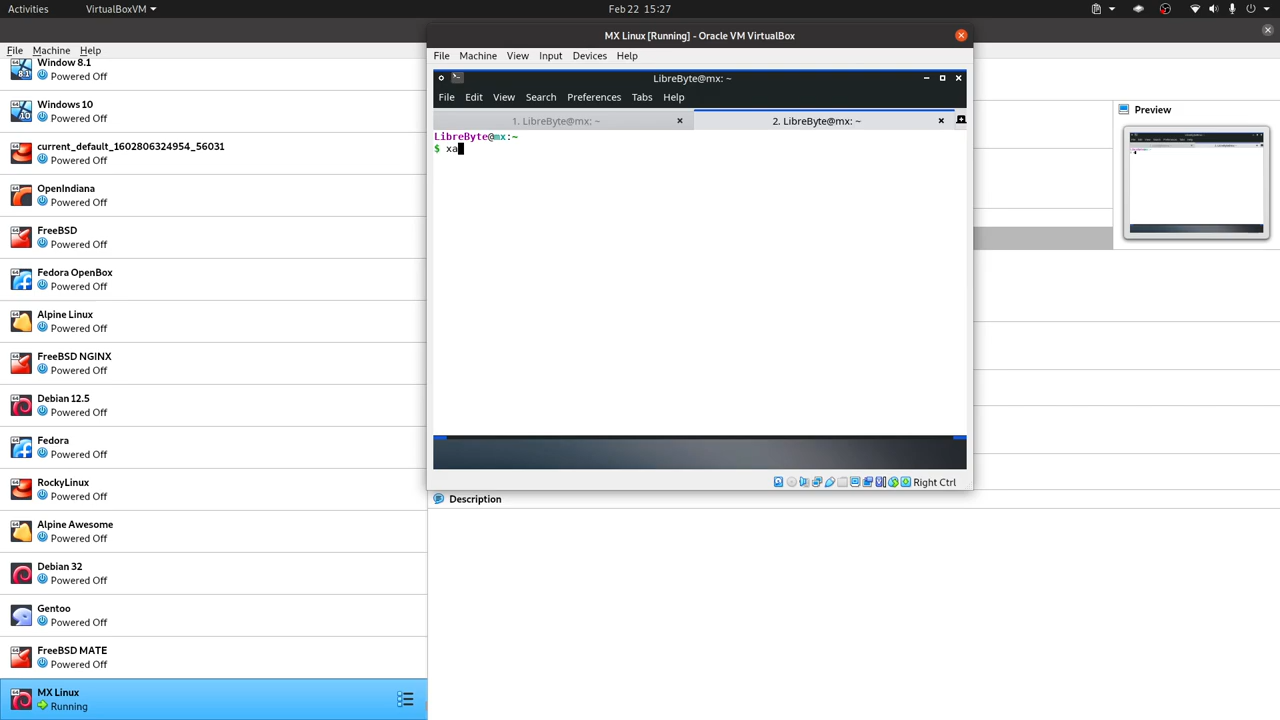 Activities
VirtualBoxVM
Feb 22 15:27
File Machine Help
Window 8.1
Powered Off
Windows 10
Powered Off
current_default_1602806324954_56031
Powered Off
OpenIndiana
Powered Off
FreeBSD
Powered Off
Fedora OpenBox
Powered Off
Alpine Linux
Powered Off
FreeBSD NGINX
Powered Off
Debian 12.5
Powered Off
Fedora
Powered Off
RockyLinux
Powered Off
Alpine Awesome
Powered Off
Debian 32
Powered Off
Gentoo
Powered Off
FreeBSD MATE
Powered Off
MX Linux
Running
MX Linux [Running] - Oracle VM VirtualBox
File Machine View Input Devices Help
LibreByte@mx: ~
File Edit View Search Preferences Tabs Help
1. LibreByte@mx: ~
2. LibreByte@mx: ~
LibreByte@mx:~
$ xa
Right Ctrl
Preview
Description